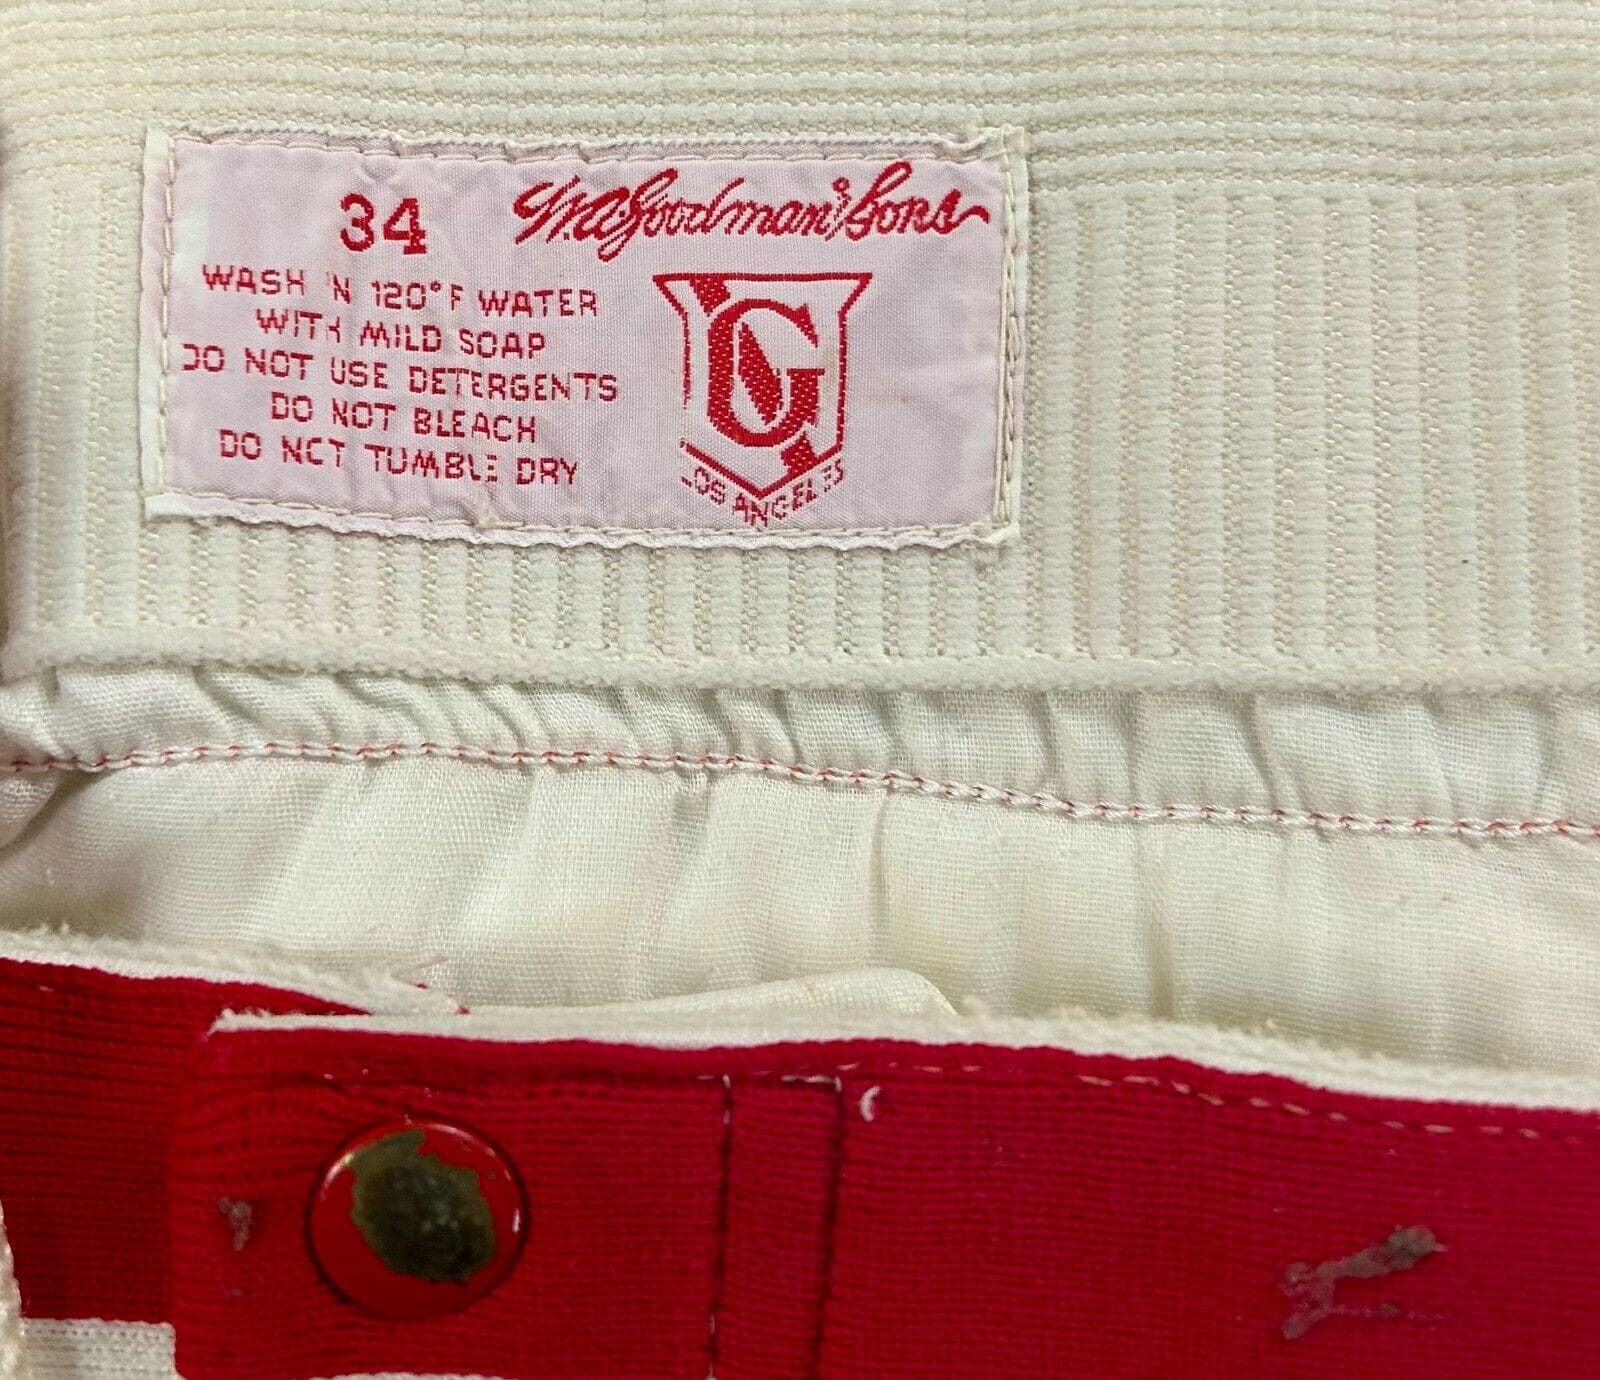 34
W.A. Goodman & Sons
WASH 'N 120°F WATER
WITH MILD SOAP
DO NOT USE DETERGENTS
DO NOT BLEACH
DO NOT TUMBLE DRY
G
LOS ANGELES